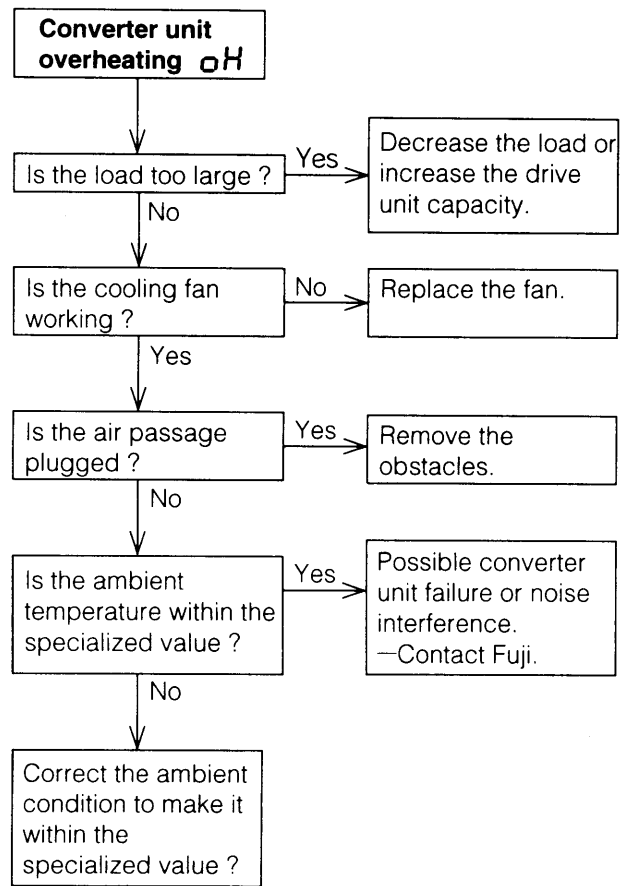 Converter unit
overheating oH
Is the load too large ?
Yes
Decrease the load or
increase the drive
unit capacity.
No
Is the cooling fan
working ?
No
Replace the fan.
Yes
Is the air passage
plugged ?
Yes
Remove the
obstacles.
No
Is the ambient
temperature within the
specialized value ?
Yes
Possible converter
unit failure or noise
interference.
—Contact Fuji.
No
Correct the ambient
condition to make it
within the
specialized value ?